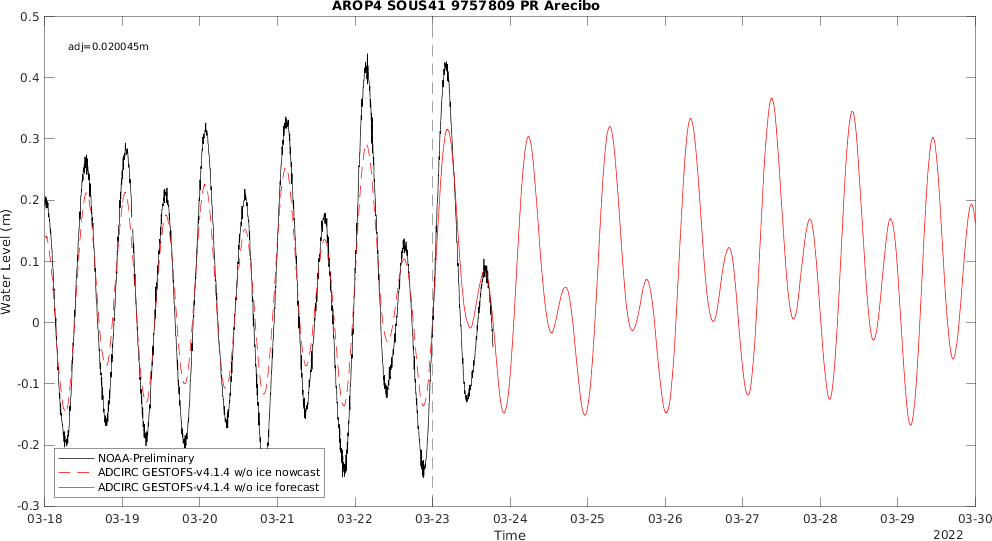 AROP4 SOUS41 9757809 PR Arecibo
adj=0.020045m
0.5
0.4
0.3
0.2
0.1
0
-0.1
-0.2
-0.3
Water Level (m)
NOAA-Preliminary
ADCIRC GESTOFS-v4.1.4 w/o ice nowcast
ADCIRC GESTOFS-v4.1.4 w/o ice forecast
03-18 03-19 03-20 03-21 03-22 03-23 03-24 03-25 03-26 03-27 03-28 03-29 03-30
Time
2022